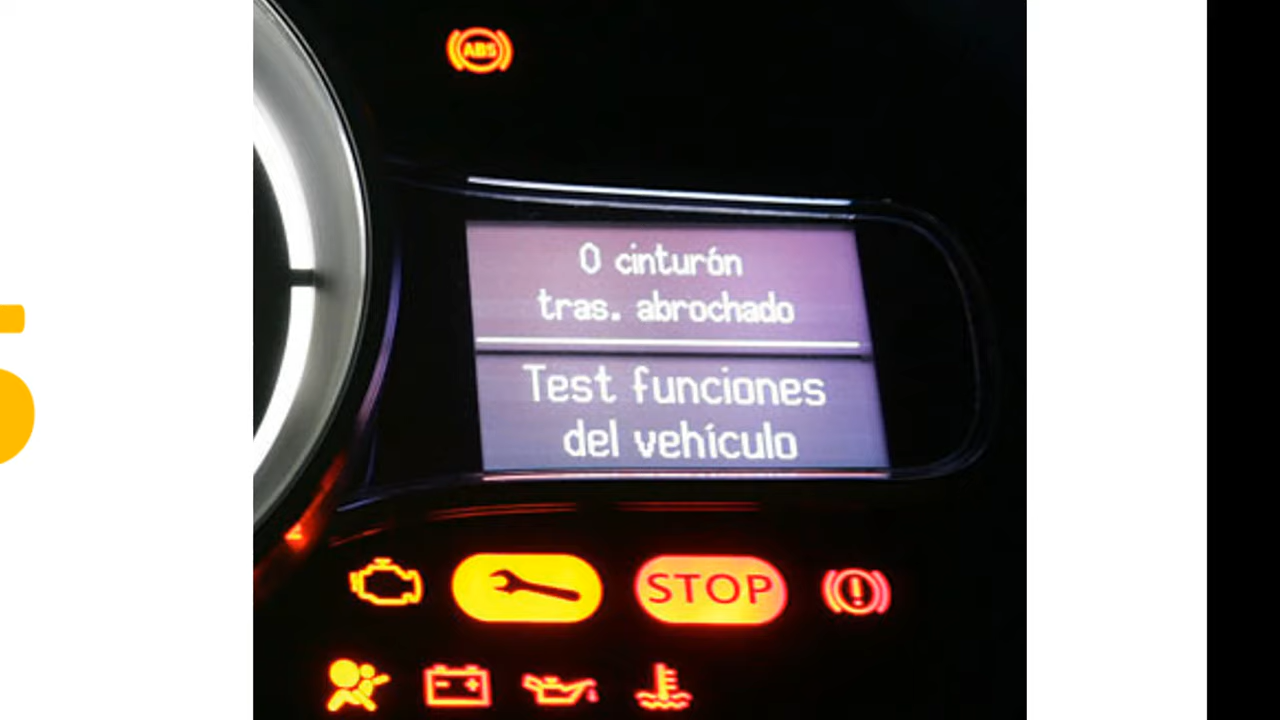 ABS
0 cinturón
tras. abrochado
Test funciones
del vehículo
STOP